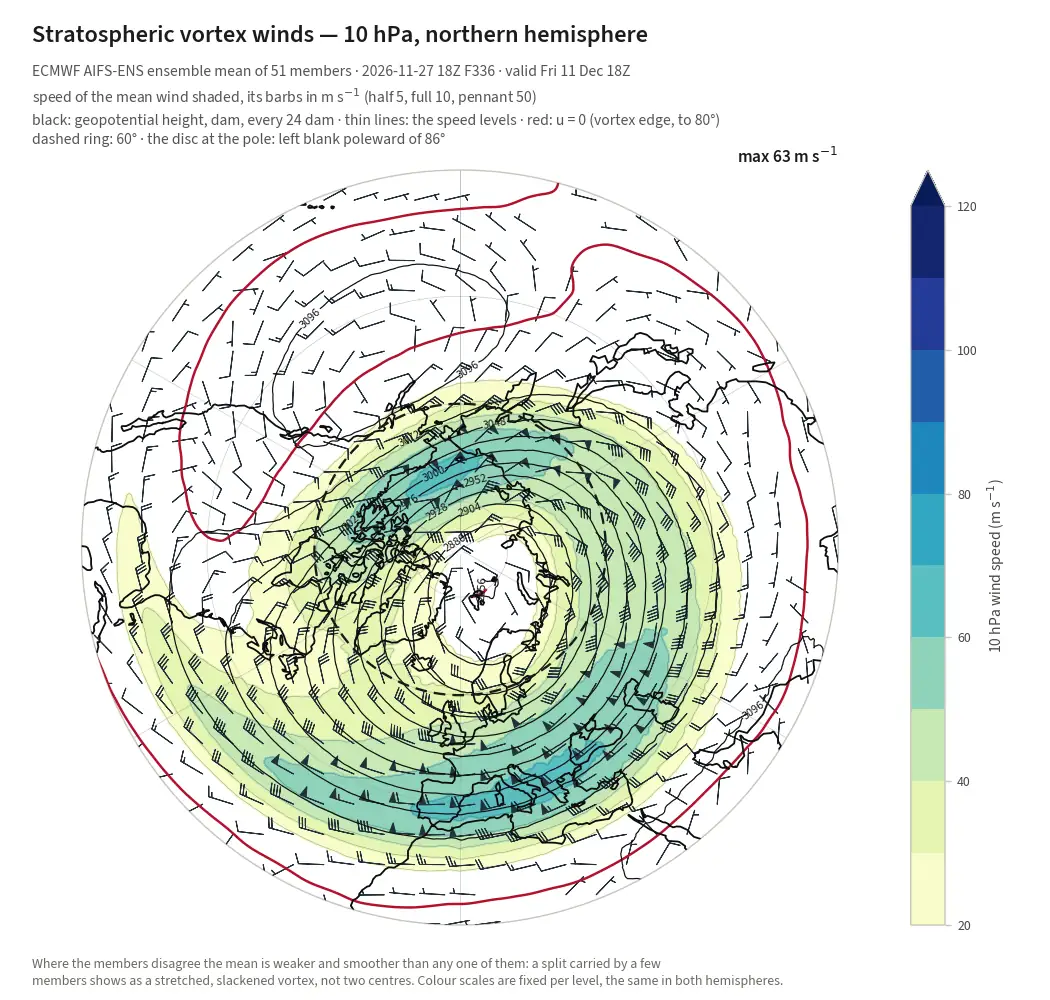 Stratospheric vortex winds — 10 hPa, northern hemisphere
ECMWF AIFS-ENS ensemble mean of 51 members · 2026-11-27 18Z F336 · valid Fri 11 Dec 18Z
speed of the mean wind shaded, its barbs in m s⁻¹ (half 5, full 10, pennant 50)
black: geopotential height, dam, every 24 dam · thin lines: the speed levels · red: u = 0 (vortex edge, to 80°)
dashed ring: 60° · the disc at the pole: left blank poleward of 86°
max 63 m s⁻¹
120
100
80
60
40
20
10 hPa wind speed (m s⁻¹)
3096
3096
3048
3000
2952
2928
2904
3096
Where the members disagree the mean is weaker and smoother than any one of them: a split carried by a few
members shows as a stretched, slackened vortex, not two centres. Colour scales are fixed per level, the same in both hemispheres.